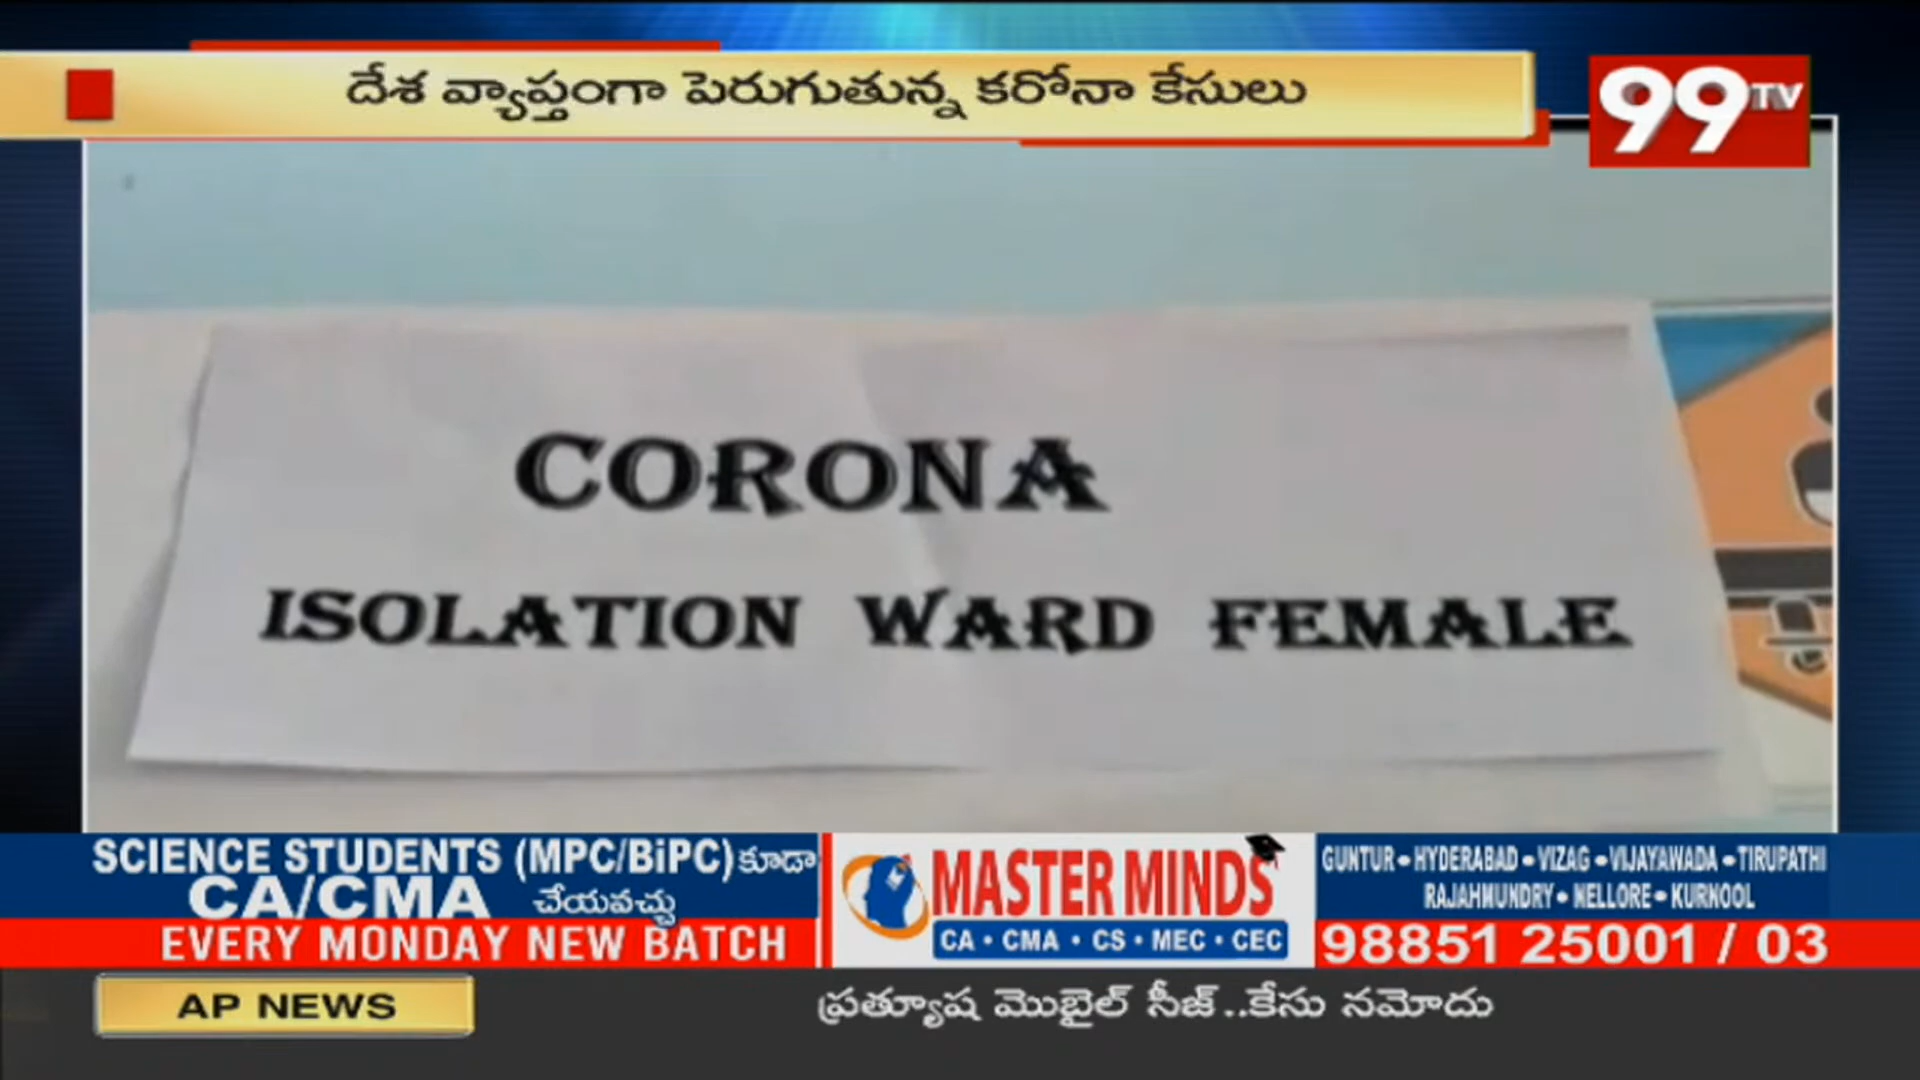 దేశ వ్యాప్తంగా పెరుగుతున్న కరోనా కేసులు
99TV
CORONA
ISOLATION WARD FEMALE
SCIENCE STUDENTS (MPC/BiPC) కూడా
CA/CMA చేయవచ్చు
EVERY MONDAY NEW BATCH
MASTER MINDS
CA • CMA • CS • MEC • CEC
GUNTUR • HYDERABAD • VIZAG • VIJAYAWADA • TIRUPATHI
RAJAHMUNDRY • NELLORE • KURNOOL
98851 25001 / 03
AP NEWS
ప్రత్యూష మొబైల్ సీజ్..కేసు నమోదు